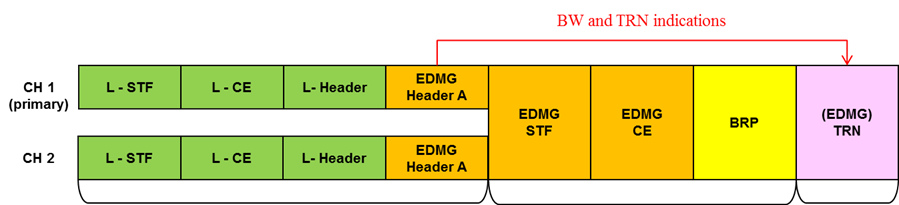 BW and TRN indications
CH 1
(primary)
L - STF
L - CE
L- Header
EDMG
Header A
EDMG
STF
EDMG
CE
BRP
(EDMG)
TRN
CH 2
L - STF
L - CE
L- Header
EDMG
Header A